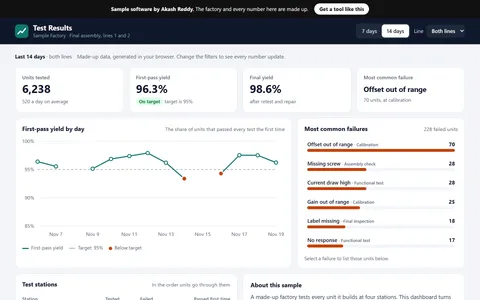 Sample software by Akash Reddy. The factory and every number here are made up. Get a tool like this
Test Results
Sample Factory · Final assembly, lines 1 and 2
7 days 14 days Line Both lines
Last 14 days · both lines · Made-up data, generated in your browser. Change the filters to see every number update.
Units tested
6,238
520 a day on average
First-pass yield
96.3%
On target target is 95%
Final yield
98.6%
after retest and repair
Most common failure
Offset out of range
70 units, at calibration
First-pass yield by day
The share of units that passed every test the first time
100%
95%
90%
85%
Nov 7 Nov 9 Nov 11 Nov 13 Nov 15 Nov 16 Nov 18
First-pass yield Target: 95% Below target
Most common failures 228 failed units
Offset out of range · Calibration 70
Missing screw · Assembly check 28
Current draw high · Functional test 28
Gain out of range · Calibration 25
Label missing · Final inspection 18
No response · Functional test 17
Select a failure to list those units below.
Test stations
In the order units go through them
Station Tested Failed Passed first time
About this sample
A made-up factory tests every unit it builds at four stations. This dashboard turns